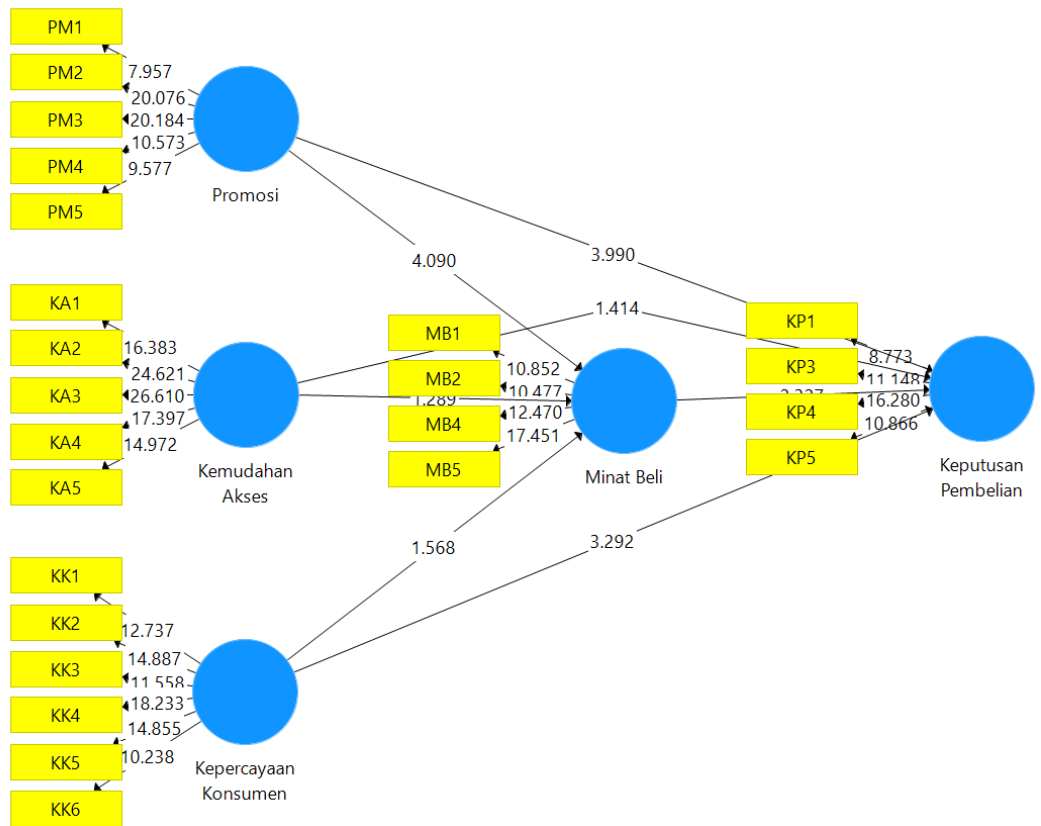 PM1
PM2
PM3
PM4
PM5
7.957
20.076
20.184
10.573
9.577
Promosi
4.090
3.990
KA1
KA2
KA3
KA4
KA5
16.383
24.621
26.610
17.397
14.972
Kemudahan
Akses
1.414
1.289
MB1
MB2
MB4
MB5
10.852
10.477
12.470
17.451
Minat Beli
KP1
KP3
KP4
KP5
8.773
11.148
16.280
10.866
Keputusan
Pembelian
KK1
KK2
KK3
KK4
KK5
KK6
12.737
14.887
11.558
18.233
14.855
10.238
Kepercayaan
Konsumen
1.568
3.292